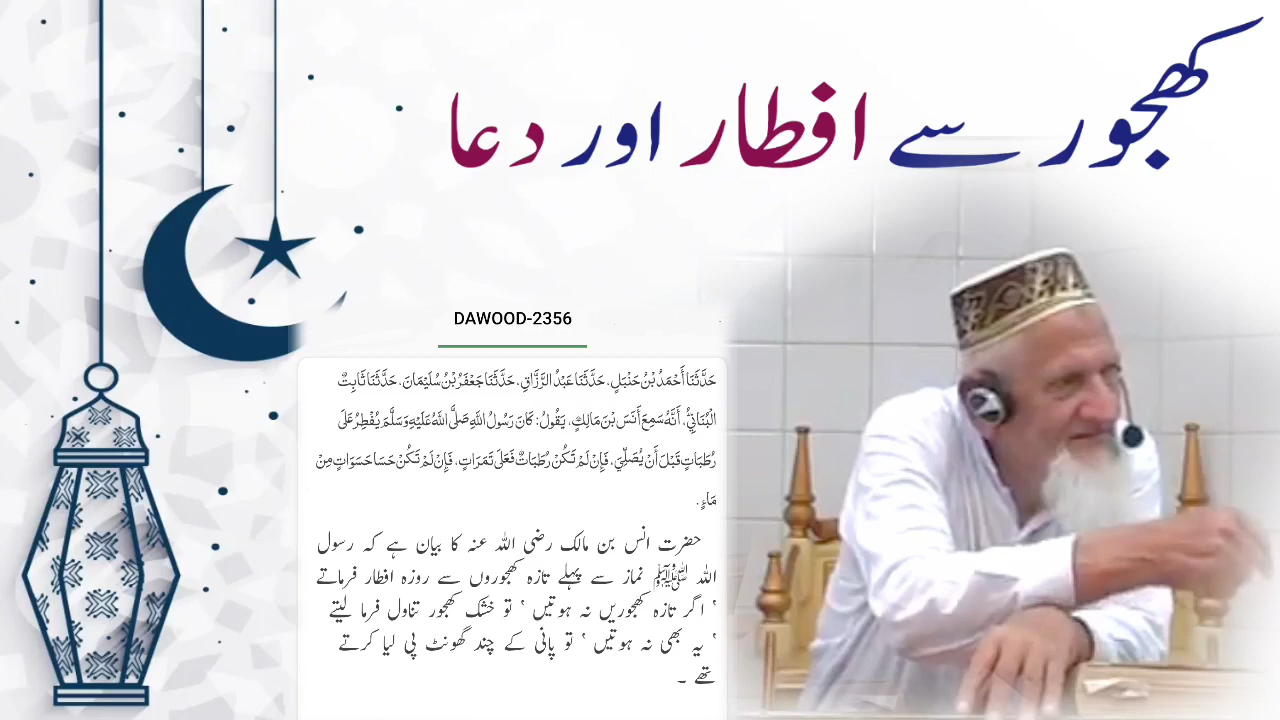 کھجور سے افطار اور دعا
DAWOOD-2356
حَدَّثَنَا أَحْمَدُ بْنُ حَنْبَلٍ، حَدَّثَنَا عَبْدُ الرَّزَّاقِ، حَدَّثَنَا جَعْفَرُ بْنُ سُلَيْمَانَ، حَدَّثَنَا ثَابِتٌ
الْبُنَانِيُّ، أَنَّهُ سَمِعَ أَنَسَ بْنَ مَالِكٍ، يَقُولُ: كَانَ رَسُولُ اللَّهِ صَلَّى اللَّهُ عَلَيْهِ وَسَلَّمَ يُفْطِرُ عَلَى
رُطَبَاتٍ قَبْلَ أَنْ يُصَلِّيَ، فَإِنْ لَمْ تَكُنْ رُطَبَاتٌ فَعَلَى تَمَرَاتٍ، فَإِنْ لَمْ تَكُنْ حَسَا حَسَوَاتٍ مِنْ
مَاءٍ.
حضرت انس بن مالک رضی اللہ عنہ کا بیان ہے کہ رسول
اللہ ﷺ نماز سے پہلے تازہ کھجوروں سے روزہ افطار فرماتے
‘ اگر تازہ کھجوریں نہ ہوتیں ‘ تو خشک کھجور تناول فرما لیتے
‘ یہ بھی نہ ہوتیں ‘ تو پانی کے چند گھونٹ پی لیا کرتے
تھے ۔